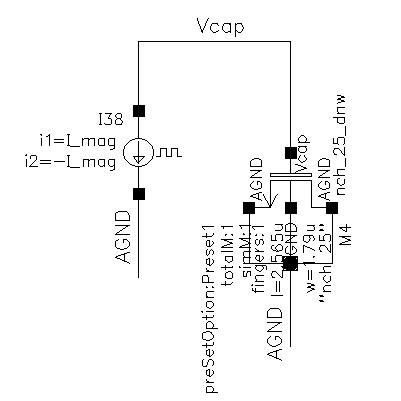 Vcap
I38
i1=I_mag
i2=-I_mag
AGND
Vcap
AGND
AGND
nch_25_dnw
preSetOption:Preset1
totalM:1
simM:1
fingers:1
l=2.565u
AGND
w=1.79u
"nch_25"
M4
AGND